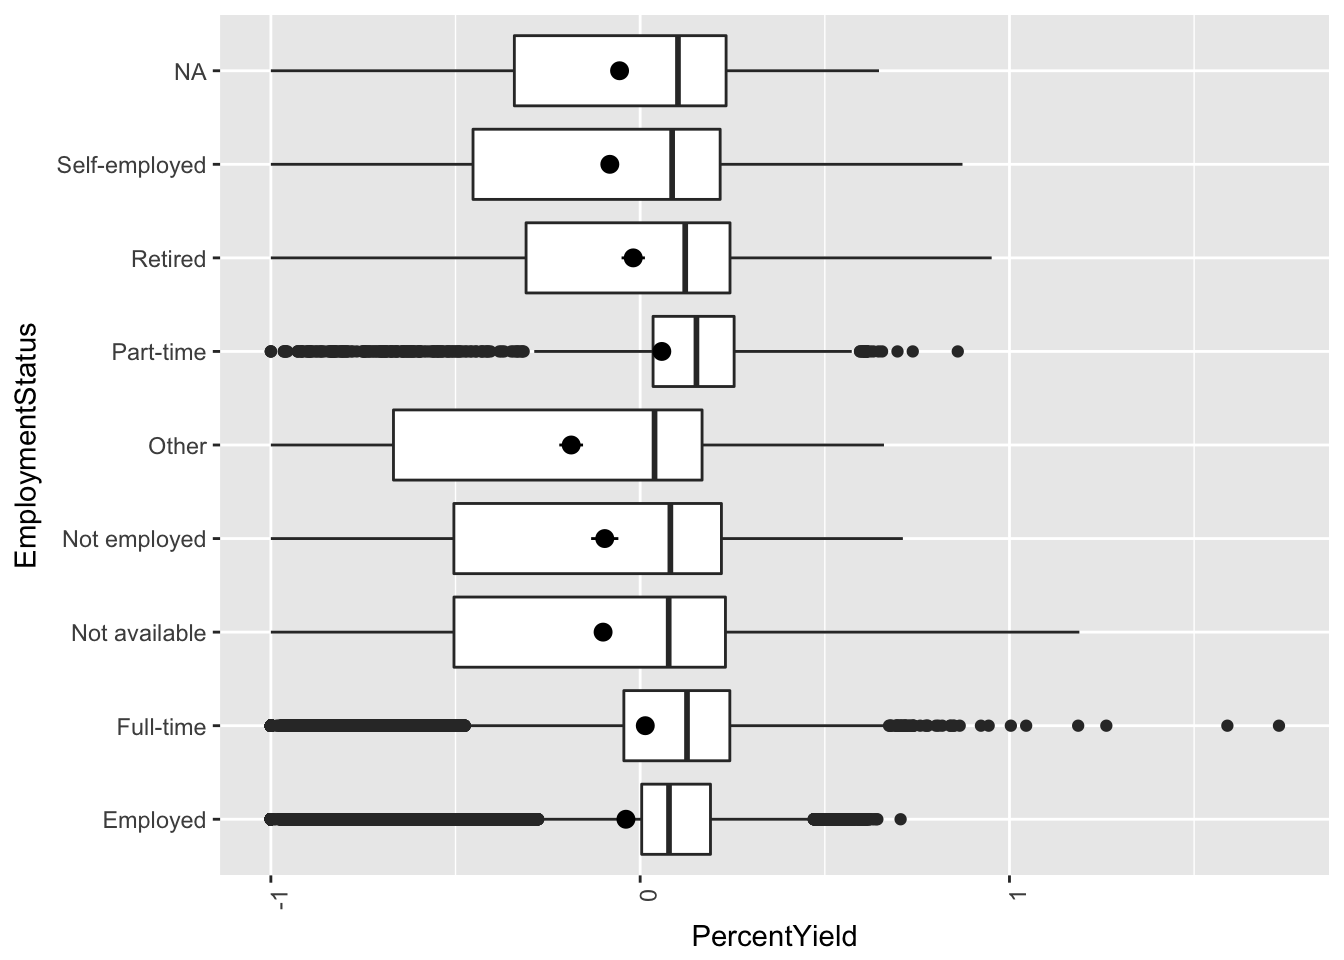 NA
Self-employed
Retired
Part-time
Other
Not employed
Not available
Full-time
Employed
EmploymentStatus
-1
0
1
PercentYield